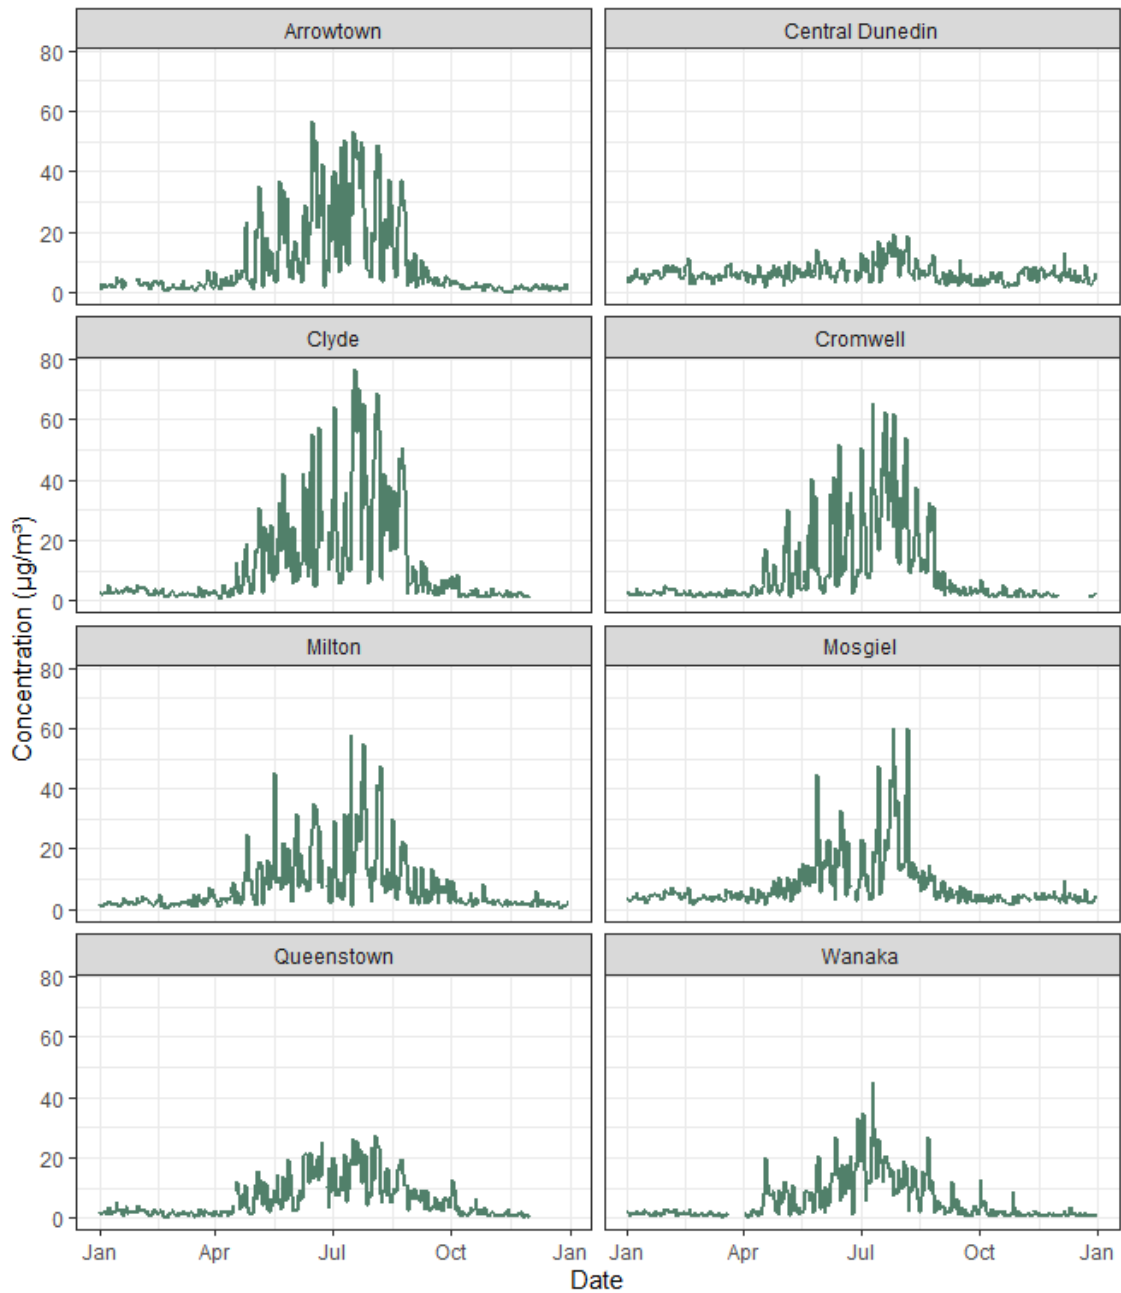 Arrowtown
Central Dunedin
80
60
40
20
0
Clyde
Cromwell
80
60
40
20
0
Milton
Mosgiel
80
60
40
20
0
Queenstown
Wanaka
80
60
40
20
0
Concentration (µg/m³)
Jan Apr Jul Oct Jan
Jan Apr Jul Oct Jan
Date